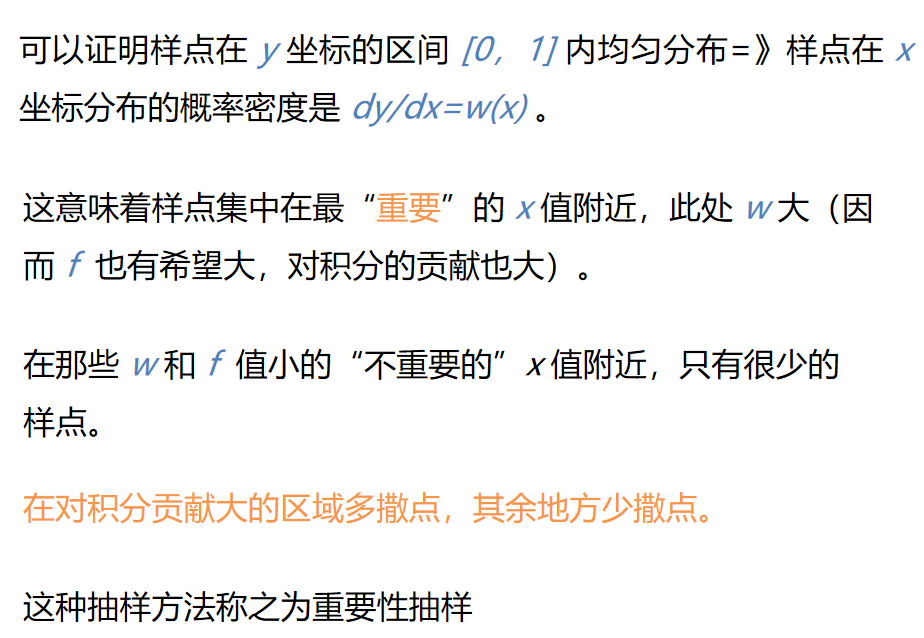 可以证明样点在 y 坐标的区间 [0，1] 内均匀分布=》样点在 x
坐标分布的概率密度是 dy/dx=w(x) 。
这意味着样点集中在最“重要”的 x 值附近，此处 w 大（因
而 f 也有希望大，对积分的贡献也大）。
在那些 w 和 f 值小的“不重要的” x 值附近，只有很少的
样点。
在对积分贡献大的区域多撒点，其余地方少撒点。
这种抽样方法称之为重要性抽样